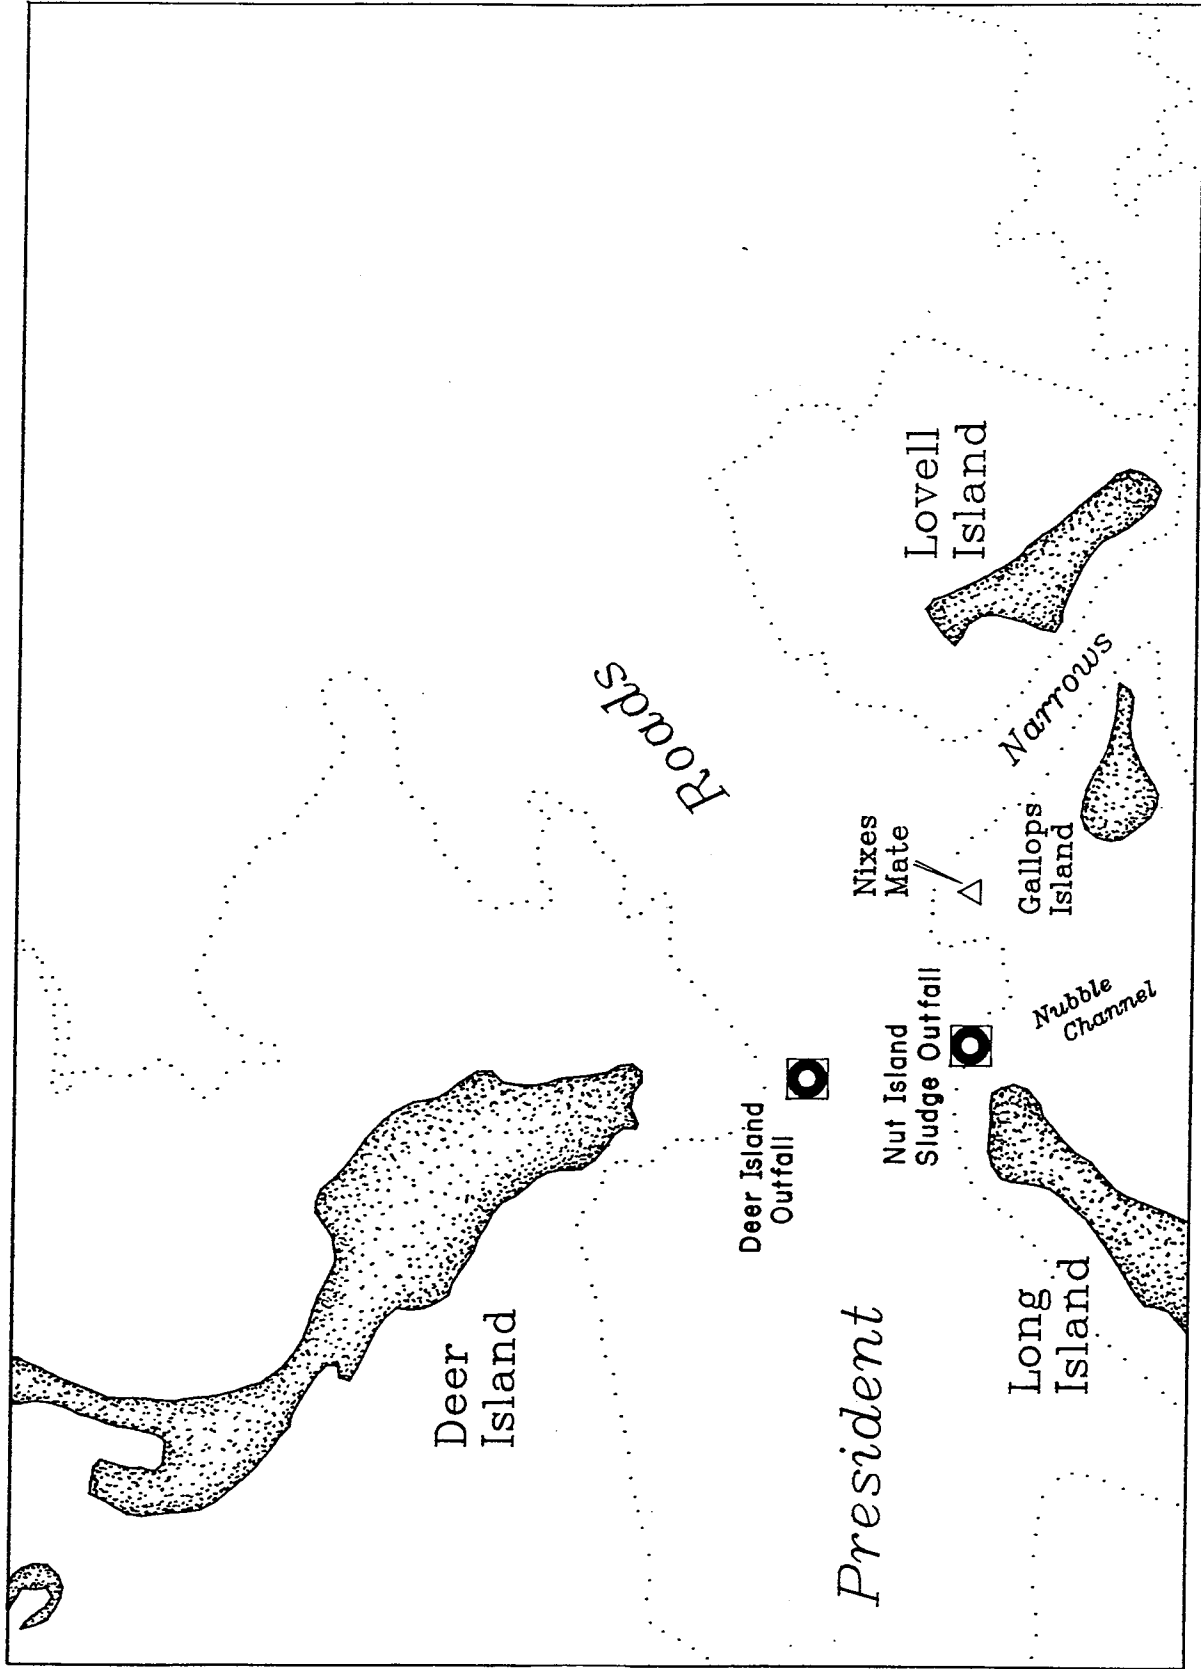 Deer
Island
President
Roads
Deer Island
Outfall
Nut Island
Sludge Outfall
Nixes
Mate
Lovell
Island
Narrows
Gallops
Island
Nubble
Channel
Long
Island